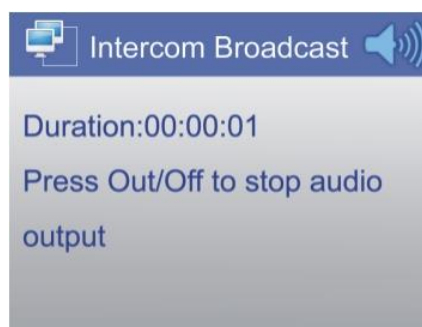 Intercom Broadcast
Duration:00:00:01
Press Out/Off to stop audio
output